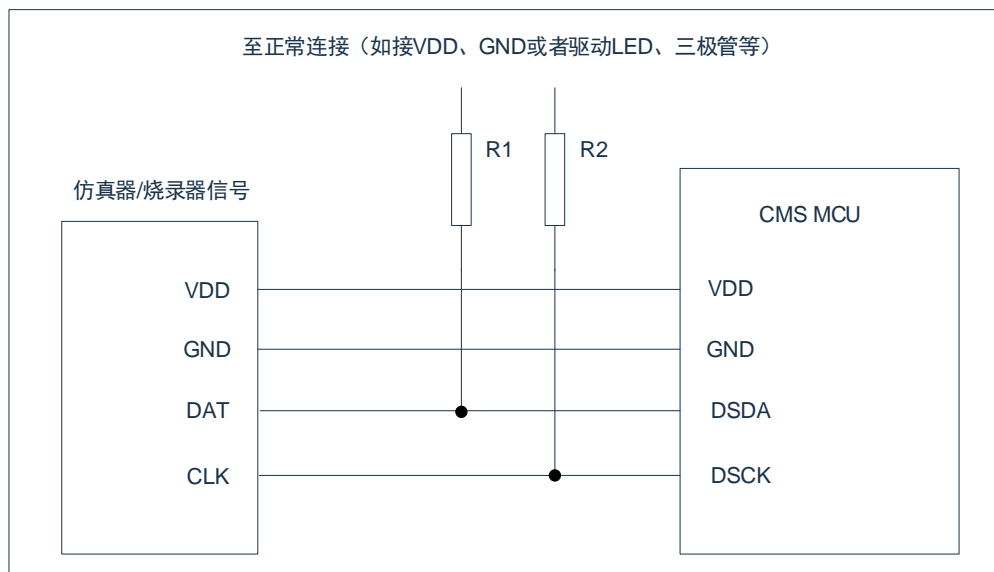 至正常连接（如接VDD、GND或者驱动LED、三极管等）
R1
R2
仿真器/烧录器信号
CMS MCU
VDD
VDD
GND
GND
DAT
DSDA
CLK
DSCK